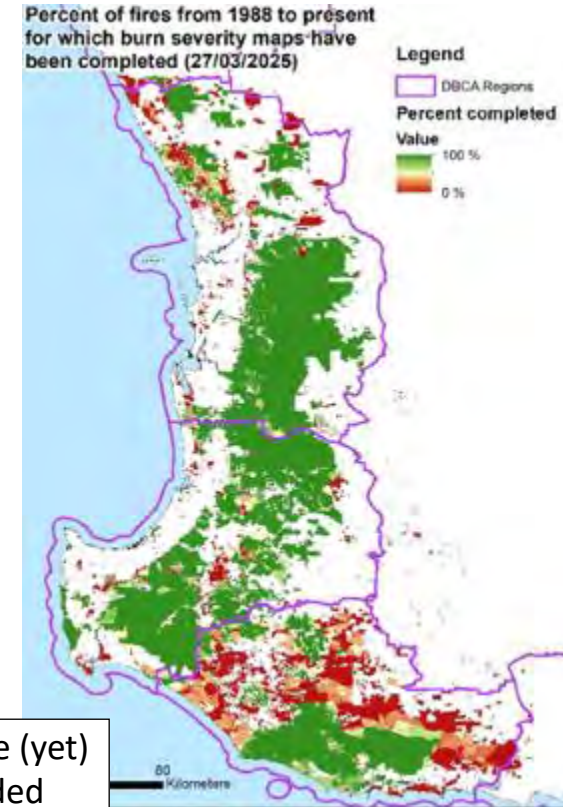 Percent of fires from 1988 to present
for which burn severity maps have
been completed (27/03/2025)
Legend
DBCA Regions
Percent completed
Value
100 %
0 %
e (yet)
ded
80
Kilometers